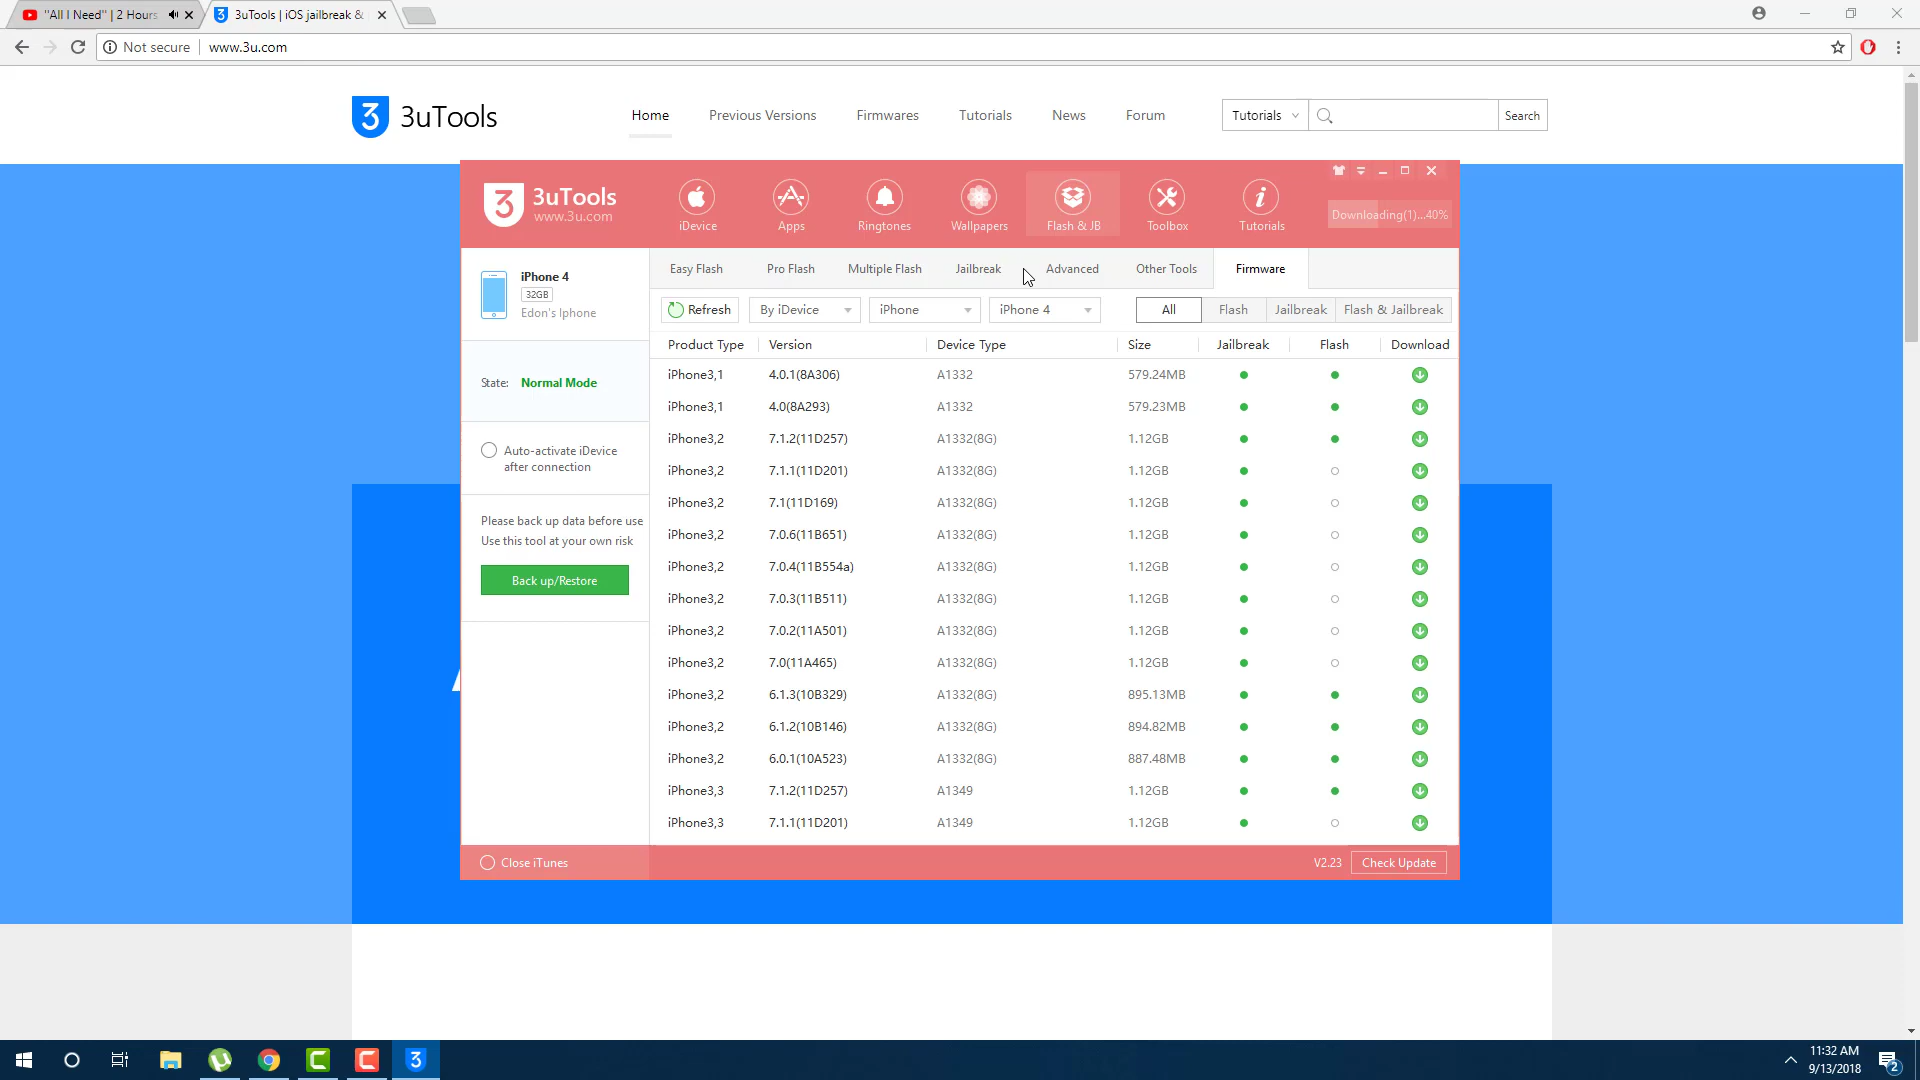 "All I Need" | 2 Hours
3uTools | iOS jailbreak &
Not secure
www.3u.com
3uTools
Home
Previous Versions
Firmwares
Tutorials
News
Forum
Tutorials
Search
3uTools
www.3u.com
iDevice
Apps
Ringtones
Wallpapers
Flash & JB
Toolbox
Tutorials
Downloading(1)...40%
iPhone 4
32GB
Edon's Iphone
State: Normal Mode
Auto-activate iDevice
after connection
Please back up data before use
Use this tool at your own risk
Back up/Restore
Easy Flash
Pro Flash
Multiple Flash
Jailbreak
Advanced
Other Tools
Firmware
Refresh
By iDevice
iPhone
iPhone 4
All
Flash
Jailbreak
Flash & Jailbreak
Product Type Version Device Type Size Jailbreak Flash Download
iPhone3,1 4.0.1(8A306) A1332 579.24MB
iPhone3,1 4.0(8A293) A1332 579.23MB
iPhone3,2 7.1.2(11D257) A1332(8G) 1.12GB
iPhone3,2 7.1.1(11D201) A1332(8G) 1.12GB
iPhone3,2 7.1(11D169) A1332(8G) 1.12GB
iPhone3,2 7.0.6(11B651) A1332(8G) 1.12GB
iPhone3,2 7.0.4(11B554a) A1332(8G) 1.12GB
iPhone3,2 7.0.3(11B511) A1332(8G) 1.12GB
iPhone3,2 7.0.2(11A501) A1332(8G) 1.12GB
iPhone3,2 7.0(11A465) A1332(8G) 1.12GB
iPhone3,2 6.1.3(10B329) A1332(8G) 895.13MB
iPhone3,2 6.1.2(10B146) A1332(8G) 894.82MB
iPhone3,2 6.0.1(10A523) A1332(8G) 887.48MB
iPhone3,3 7.1.2(11D257) A1349 1.12GB
iPhone3,3 7.1.1(11D201) A1349 1.12GB
Close iTunes
V2.23
Check Update
11:32 AM
9/13/2018
2